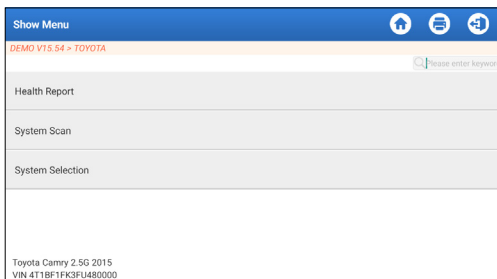 Show Menu
DEMO V15.54 > TOYOTA
Please enter keywor
Health Report
System Scan
System Selection
Toyota Camry 2.5G 2015
VIN 4T1BF1FK3FU480000